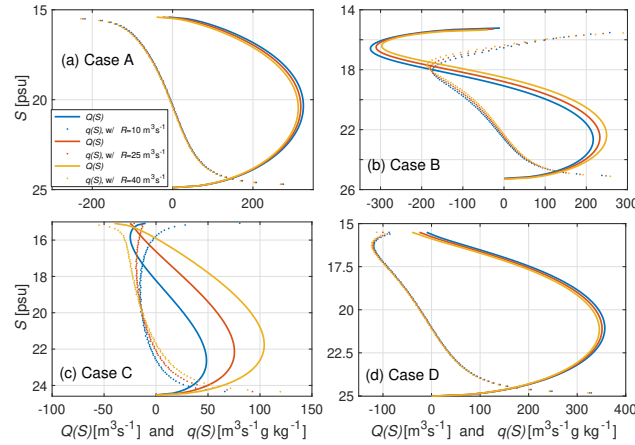 15
20
25
S [psu]
(a) Case A
Q(S)
q(S), w/ R=10 m³s⁻¹
Q(S)
q(S), w/ R=25 m³s⁻¹
Q(S)
q(S), w/ R=40 m³s⁻¹
-200 0 200
14
16
18
20
22
24
26
(b) Case B
-300 -200 -100 0 100 200 300
16
18
20
22
24
S [psu]
(c) Case C
-100 -50 0 50 100 150
Q(S)[m³s⁻¹] and q(S)[m³s⁻¹g kg⁻¹]
15
17.5
20
22.5
25
(d) Case D
-100 0 100 200 300 400
Q(S)[m³s⁻¹] and q(S)[m³s⁻¹g kg⁻¹]